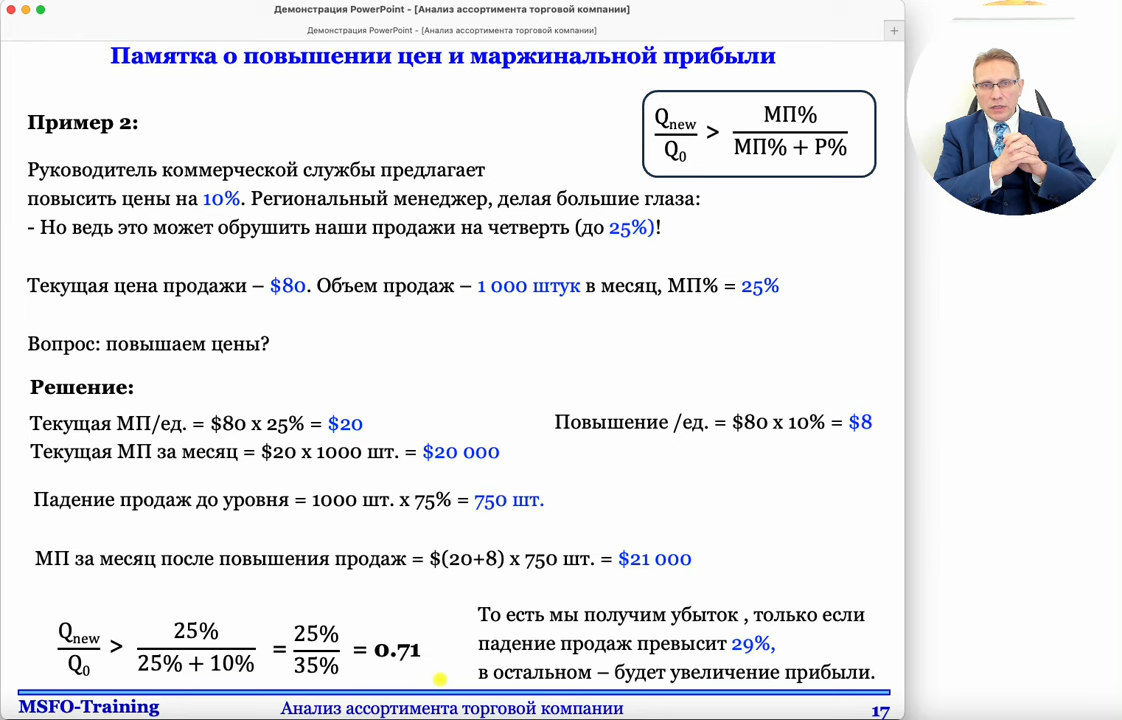 Демонстрация PowerPoint - [Анализ ассортимента торговой компании]
Демонстрация PowerPoint - [Анализ ассортимента торговой компании]
+
Памятка о повышении цен и маржинальной прибыли
Qnew/Q0 > МП%/(МП% + P%)
Пример 2:
Руководитель коммерческой службы предлагает
повысить цены на 10%. Региональный менеджер, делая большие глаза:
- Но ведь это может обрушить наши продажи на четверть (до 25%)!
Текущая цена продажи – $80. Объем продаж – 1 000 штук в месяц, МП% = 25%
Вопрос: повышаем цены?
Решение:
Текущая МП/ед. = $80 х 25% = $20
Повышение /ед. = $80 х 10% = $8
Текущая МП за месяц = $20 х 1000 шт. = $20 000
Падение продаж до уровня = 1000 шт. х 75% = 750 шт.
МП за месяц после повышения продаж = $(20+8) х 750 шт. = $21 000
Qnew/Q0 > 25%/(25% + 10%) = 25%/35% = 0.71
То есть мы получим убыток , только если
падение продаж превысит 29%,
в остальном – будет увеличение прибыли.
MSFO-Training
Анализ ассортимента торговой компании
17